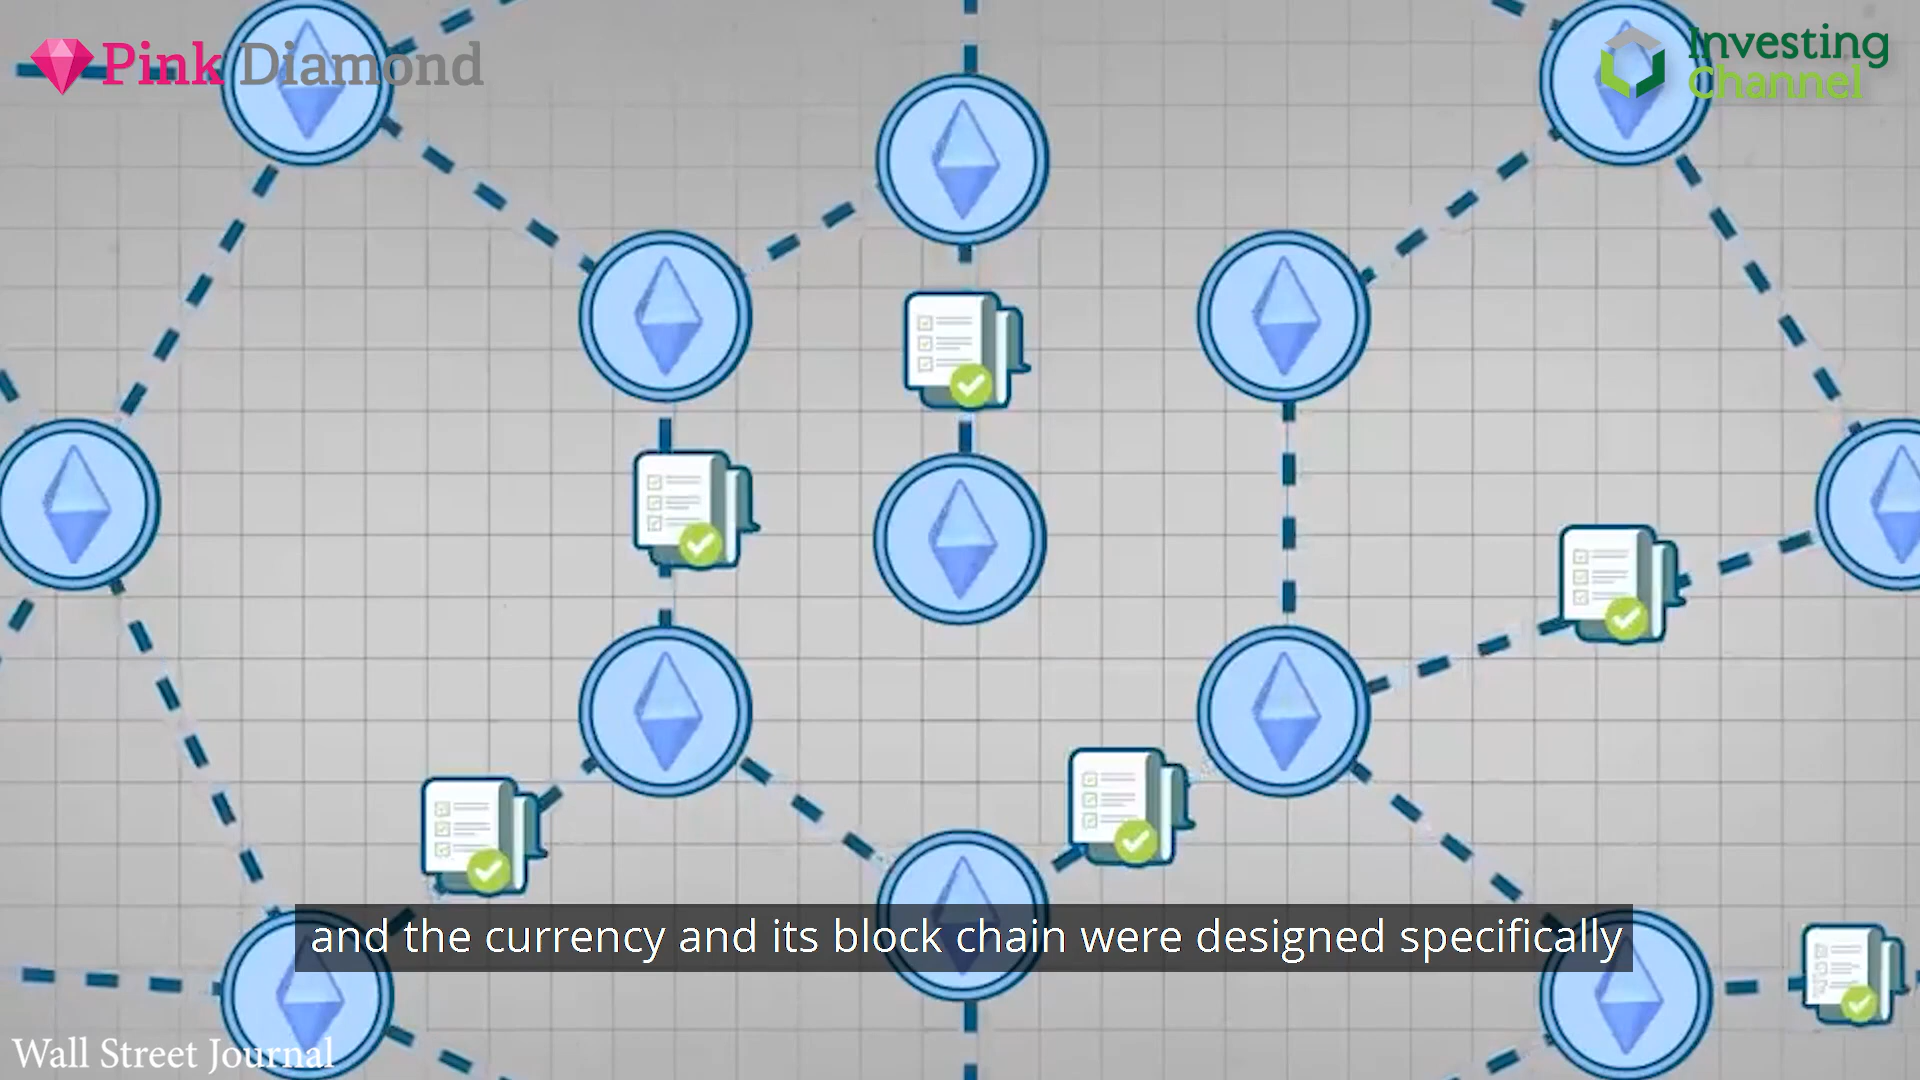 Pink Diamond
Investing
Channel
and the currency and its block chain were designed specifically
Wall Street Journal